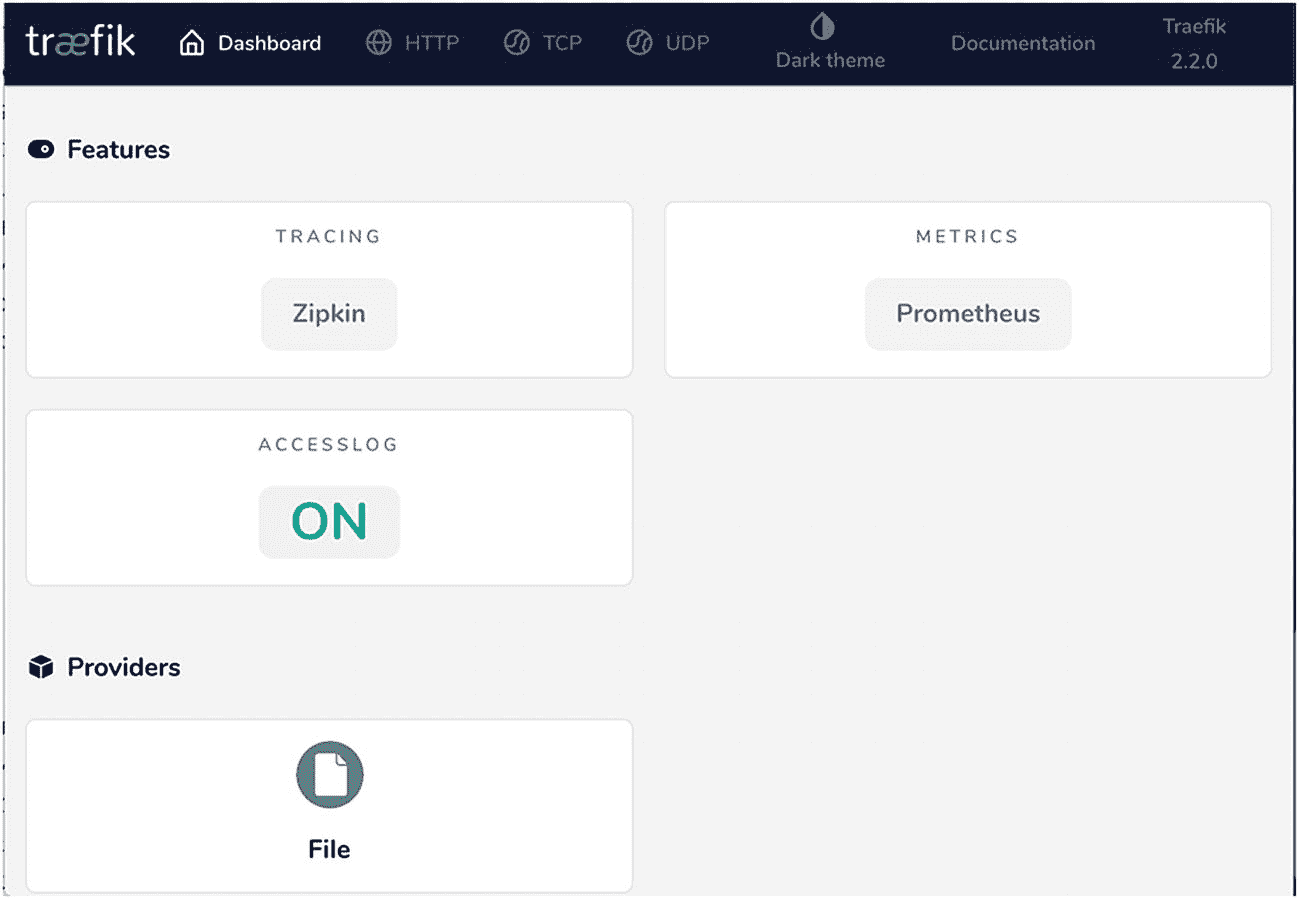 træfik Dashboard HTTP TCP UDP Dark theme Documentation Traefik 2.2.0
Features
TRACING
Zipkin
METRICS
Prometheus
ACCESSLOG
ON
Providers
File